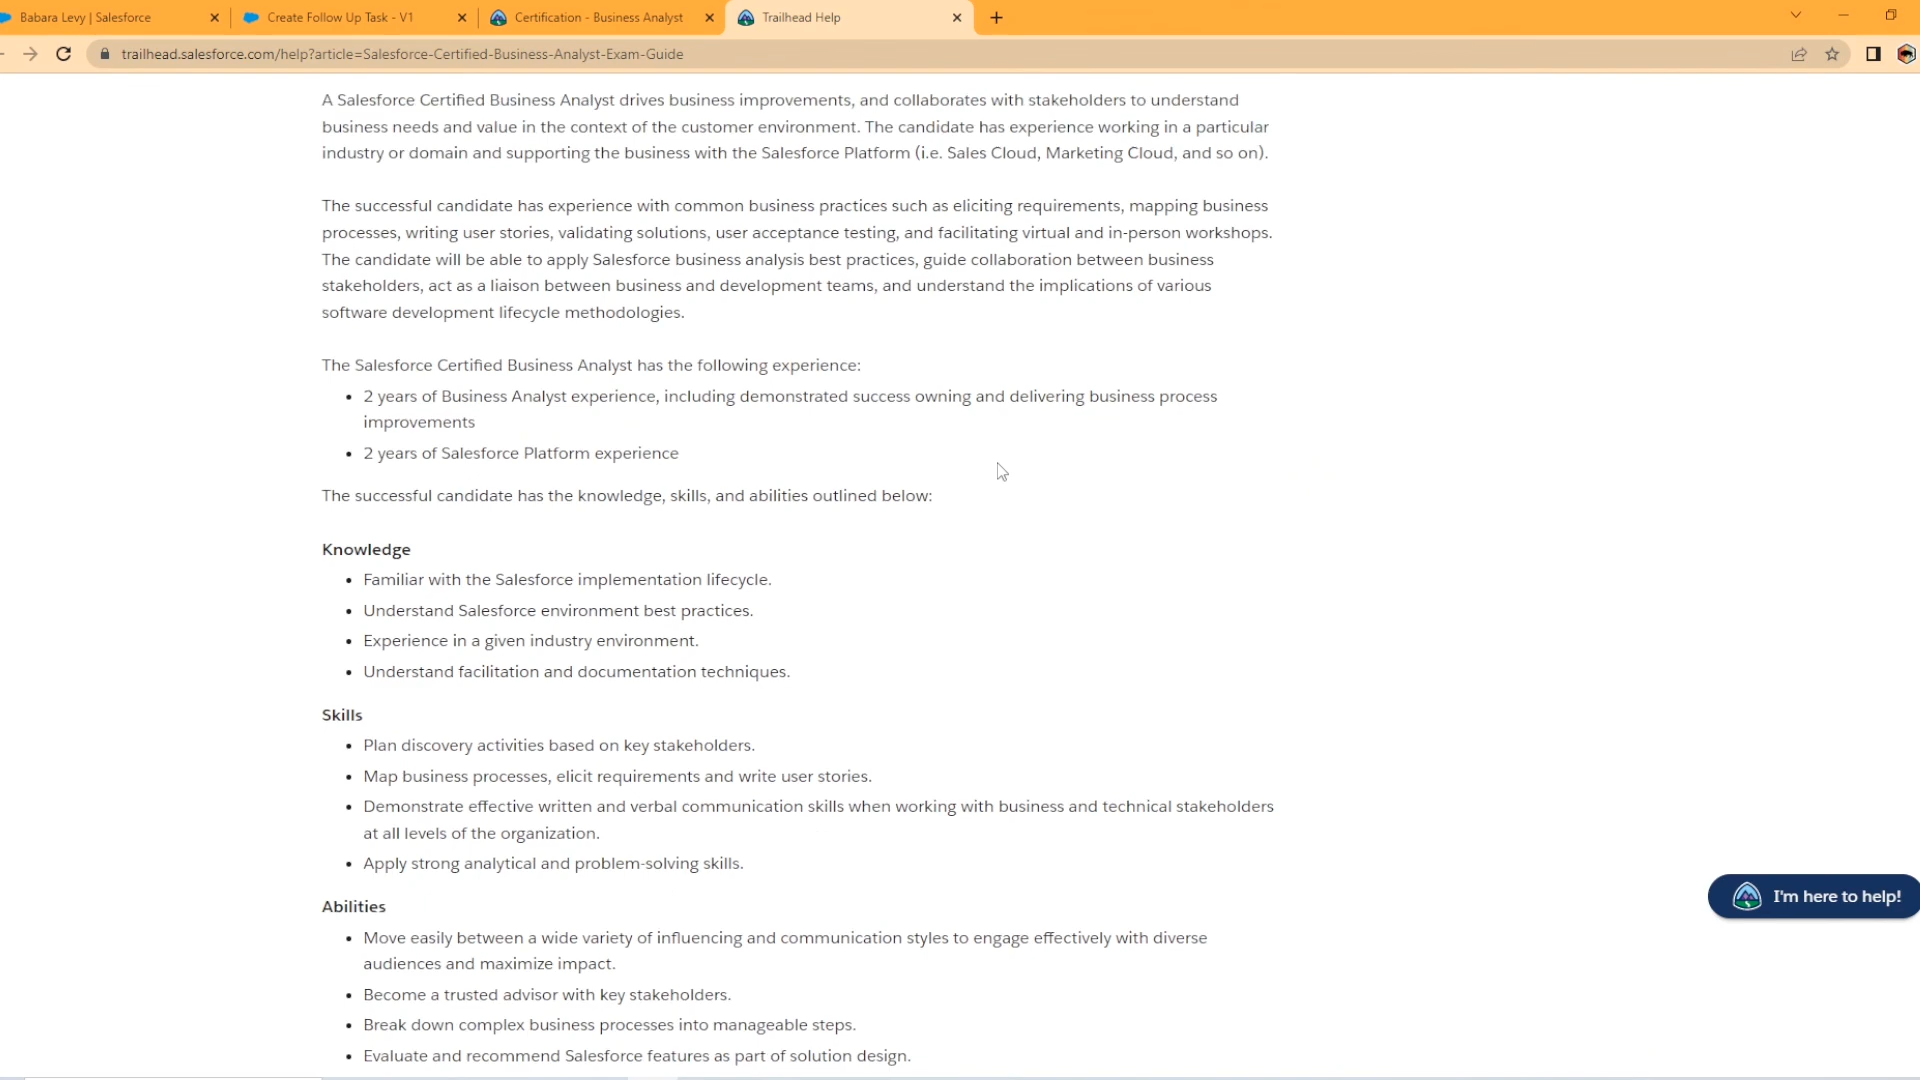 Babara Levy | Salesforce
Create Follow Up Task - V1
Certification - Business Analyst
Trailhead Help
trailhead.salesforce.com/help?article=Salesforce-Certified-Business-Analyst-Exam-Guide
A Salesforce Certified Business Analyst drives business improvements, and collaborates with stakeholders to understand
business needs and value in the context of the customer environment. The candidate has experience working in a particular
industry or domain and supporting the business with the Salesforce Platform (i.e. Sales Cloud, Marketing Cloud, and so on).
The successful candidate has experience with common business practices such as eliciting requirements, mapping business
processes, writing user stories, validating solutions, user acceptance testing, and facilitating virtual and in-person workshops.
The candidate will be able to apply Salesforce business analysis best practices, guide collaboration between business
stakeholders, act as a liaison between business and development teams, and understand the implications of various
software development lifecycle methodologies.
The Salesforce Certified Business Analyst has the following experience:
• 2 years of Business Analyst experience, including demonstrated success owning and delivering business process
improvements
• 2 years of Salesforce Platform experience
The successful candidate has the knowledge, skills, and abilities outlined below:
Knowledge
• Familiar with the Salesforce implementation lifecycle.
• Understand Salesforce environment best practices.
• Experience in a given industry environment.
• Understand facilitation and documentation techniques.
Skills
• Plan discovery activities based on key stakeholders.
• Map business processes, elicit requirements and write user stories.
• Demonstrate effective written and verbal communication skills when working with business and technical stakeholders
at all levels of the organization.
• Apply strong analytical and problem-solving skills.
I'm here to help!
Abilities
• Move easily between a wide variety of influencing and communication styles to engage effectively with diverse
audiences and maximize impact.
• Become a trusted advisor with key stakeholders.
• Break down complex business processes into manageable steps.
• Evaluate and recommend Salesforce features as part of solution design.